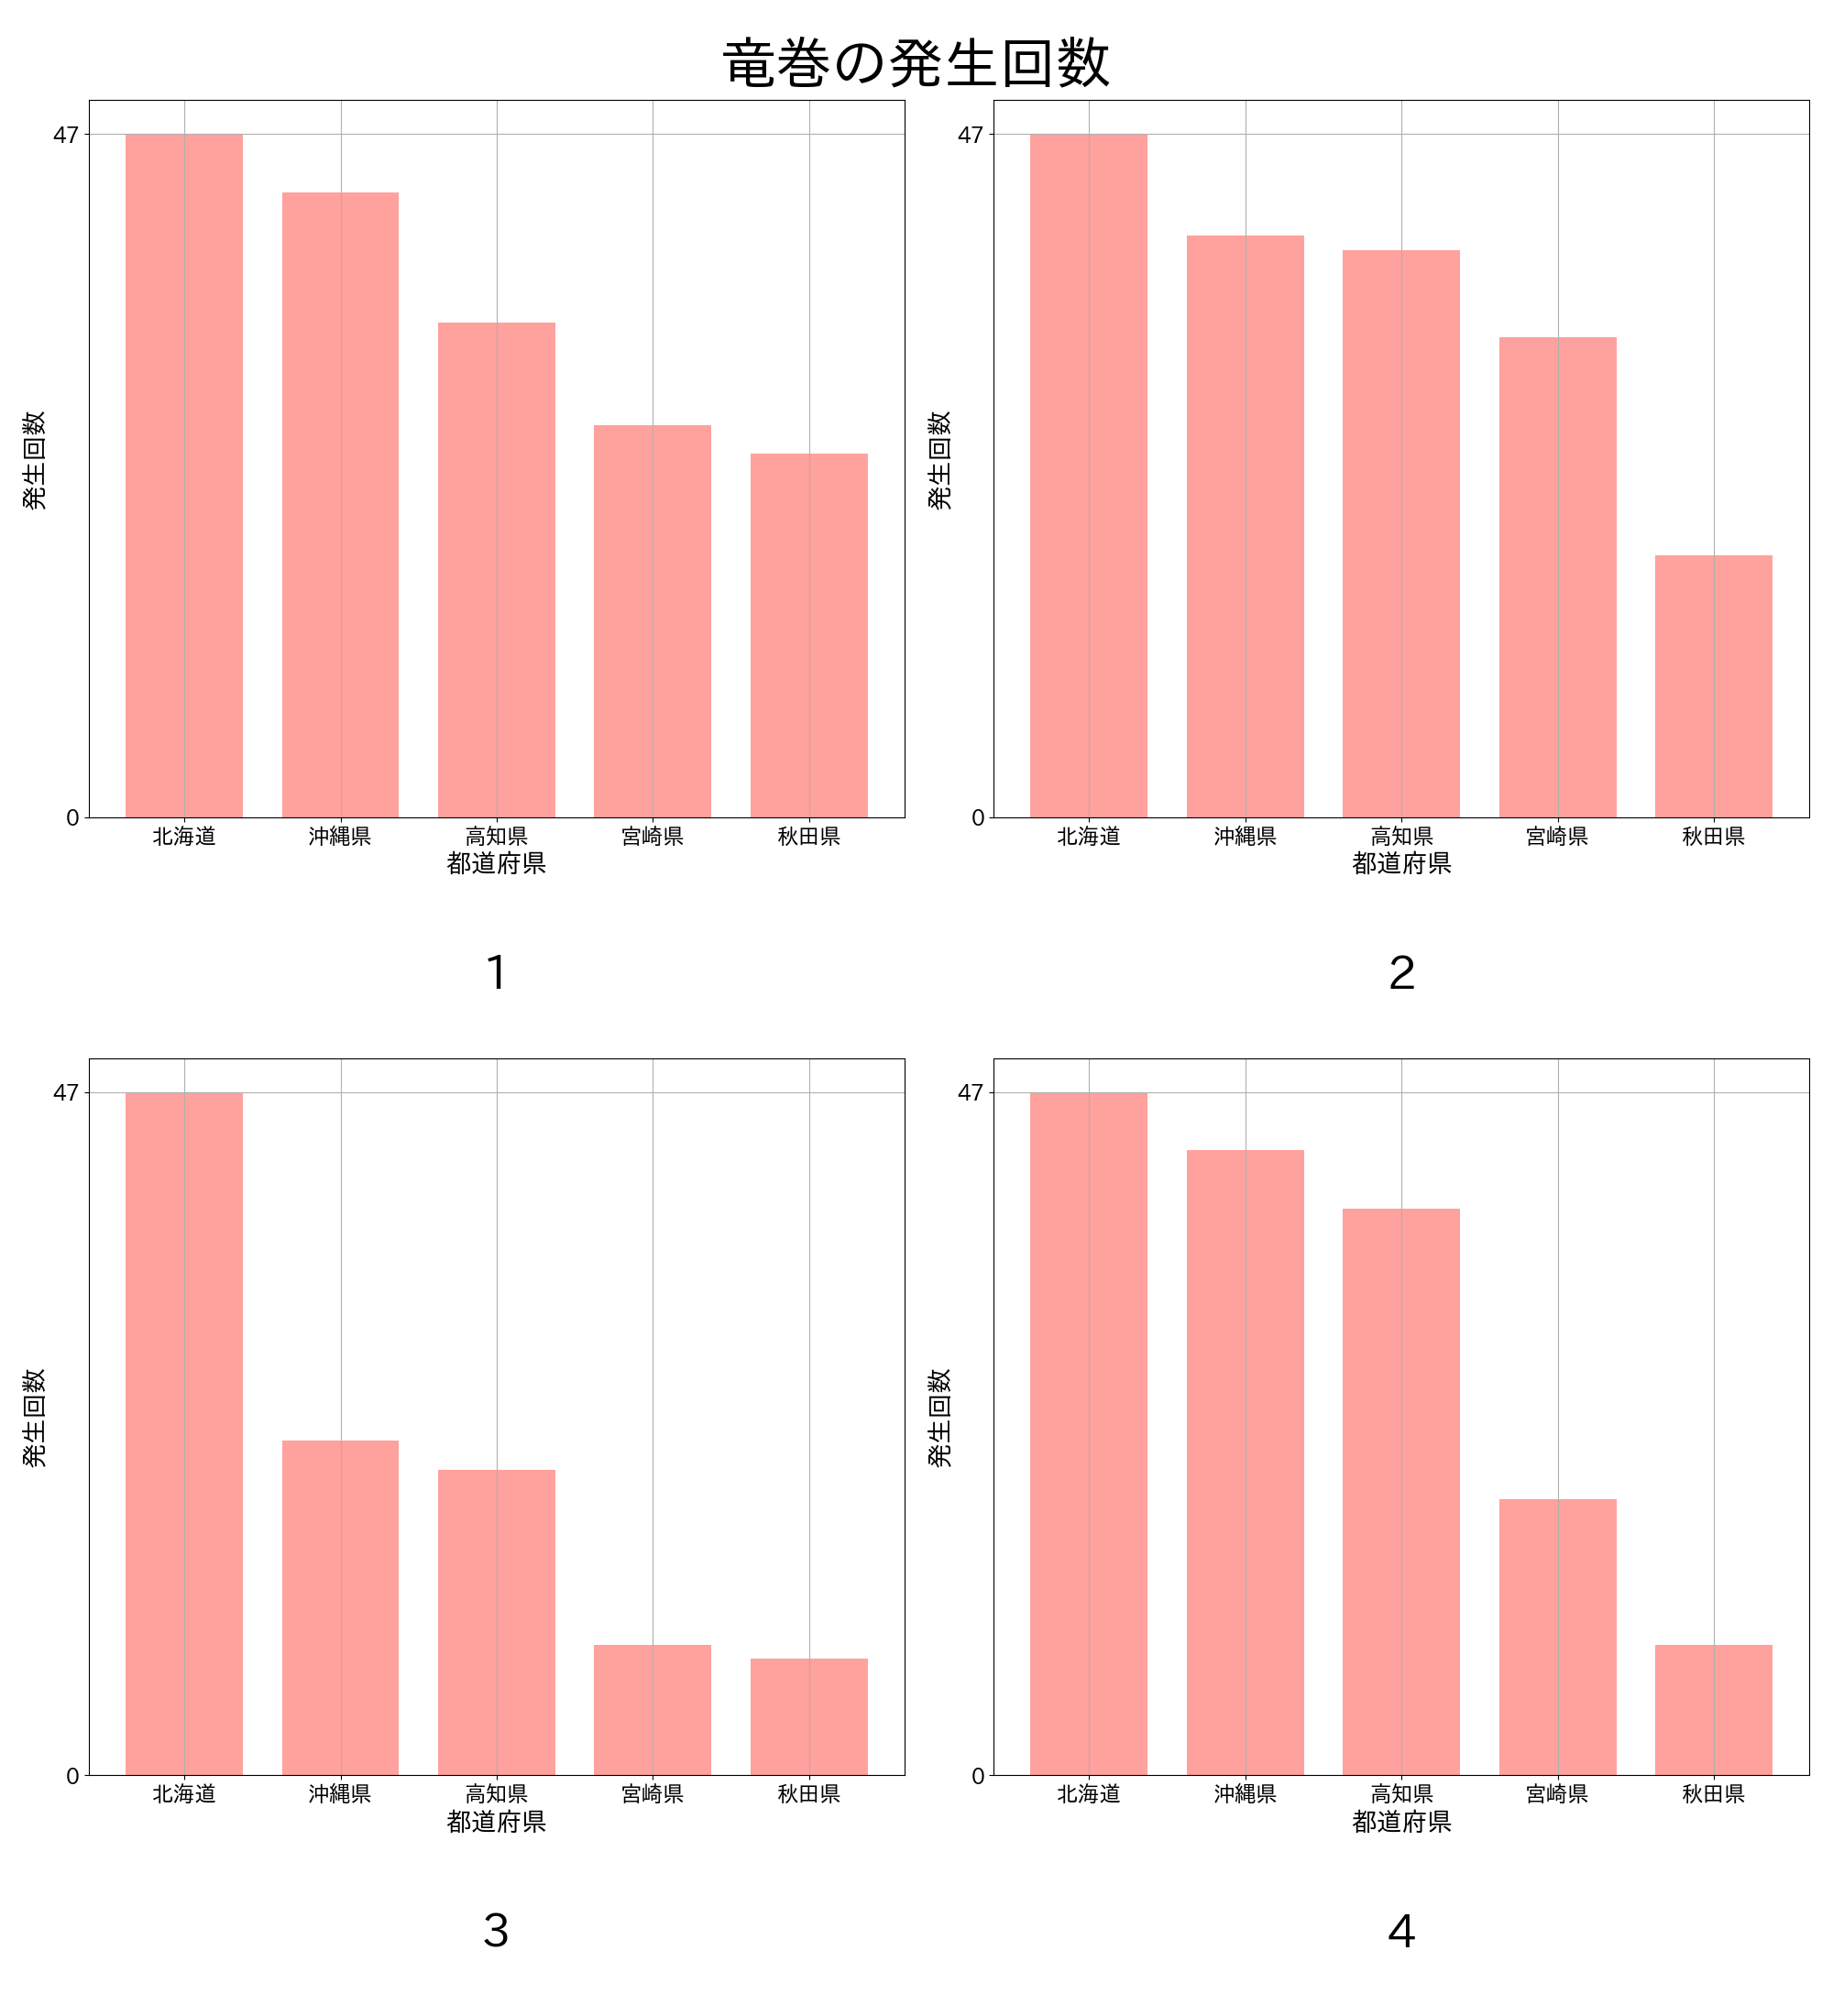 竜巻の発生回数
47
0
発生回数
北海道 沖縄県 高知県 宮崎県 秋田県
都道府県
1
47
0
発生回数
北海道 沖縄県 高知県 宮崎県 秋田県
都道府県
2
47
0
発生回数
北海道 沖縄県 高知県 宮崎県 秋田県
都道府県
3
47
0
発生回数
北海道 沖縄県 高知県 宮崎県 秋田県
都道府県
4